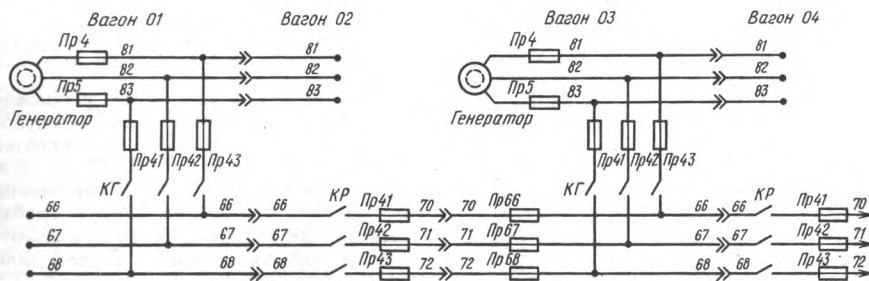 Вагон 01 Вагон 02 Вагон 03 Вагон 04
Пр4 81 81 Пр4 81 81
82 82 82 82
Пр5 83 83 Пр5 83 83
Генератор Генератор
Пр41 Пр42 Пр43 Пр41 Пр42 Пр43
КГ КГ
66 66 66 КР Пр41 70 70 Пр66 66 66 КР Пр41 70
67 67 67 Пр42 71 71 Пр67 67 67 Пр42 71
68 68 68 Пр43 72 72 Пр68 68 68 Пр43 72